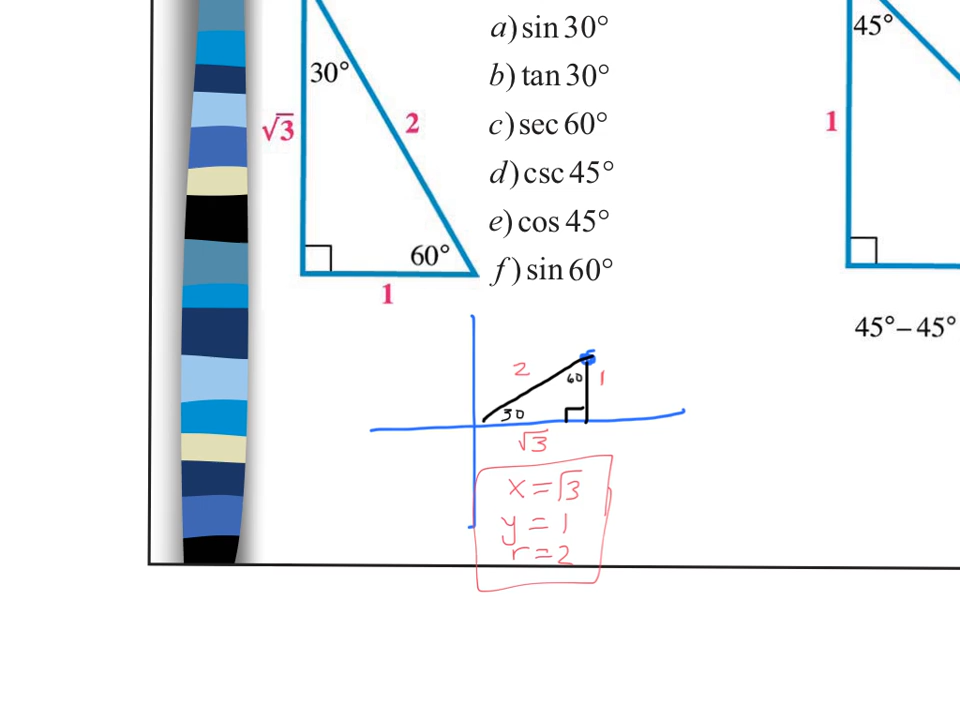 a) sin 30°
45°
30°
b) tan 30°
√3
2
c) sec 60°
1
d) csc 45°
e) cos 45°
60°
f) sin 60°
1
45°–45°
2
60
1
30
√3
x = √3
y = 1
r = 2